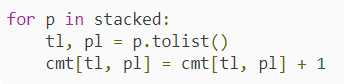 for p in stacked:
    tl, pl = p.tolist()
    cmt[tl, pl] = cmt[tl, pl] + 1